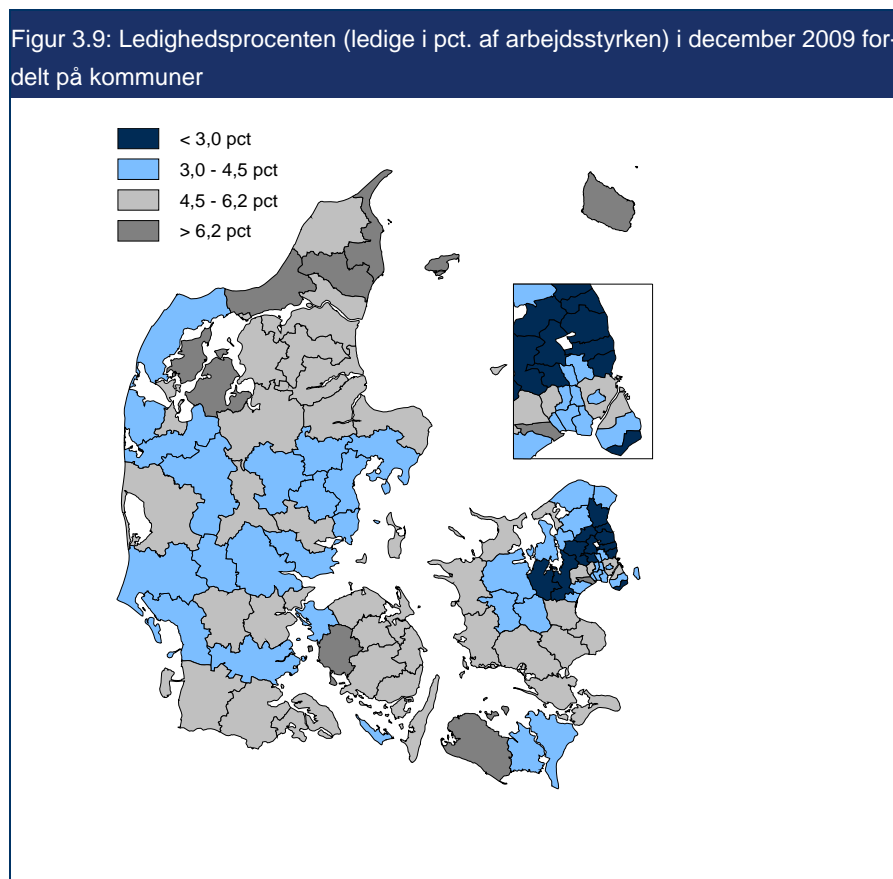 Figur 3.9: Ledighedsprocenten (ledige i pct. af arbejdsstyrken) i december 2009 for-
delt på kommuner
< 3,0 pct
3,0 - 4,5 pct
4,5 - 6,2 pct
> 6,2 pct